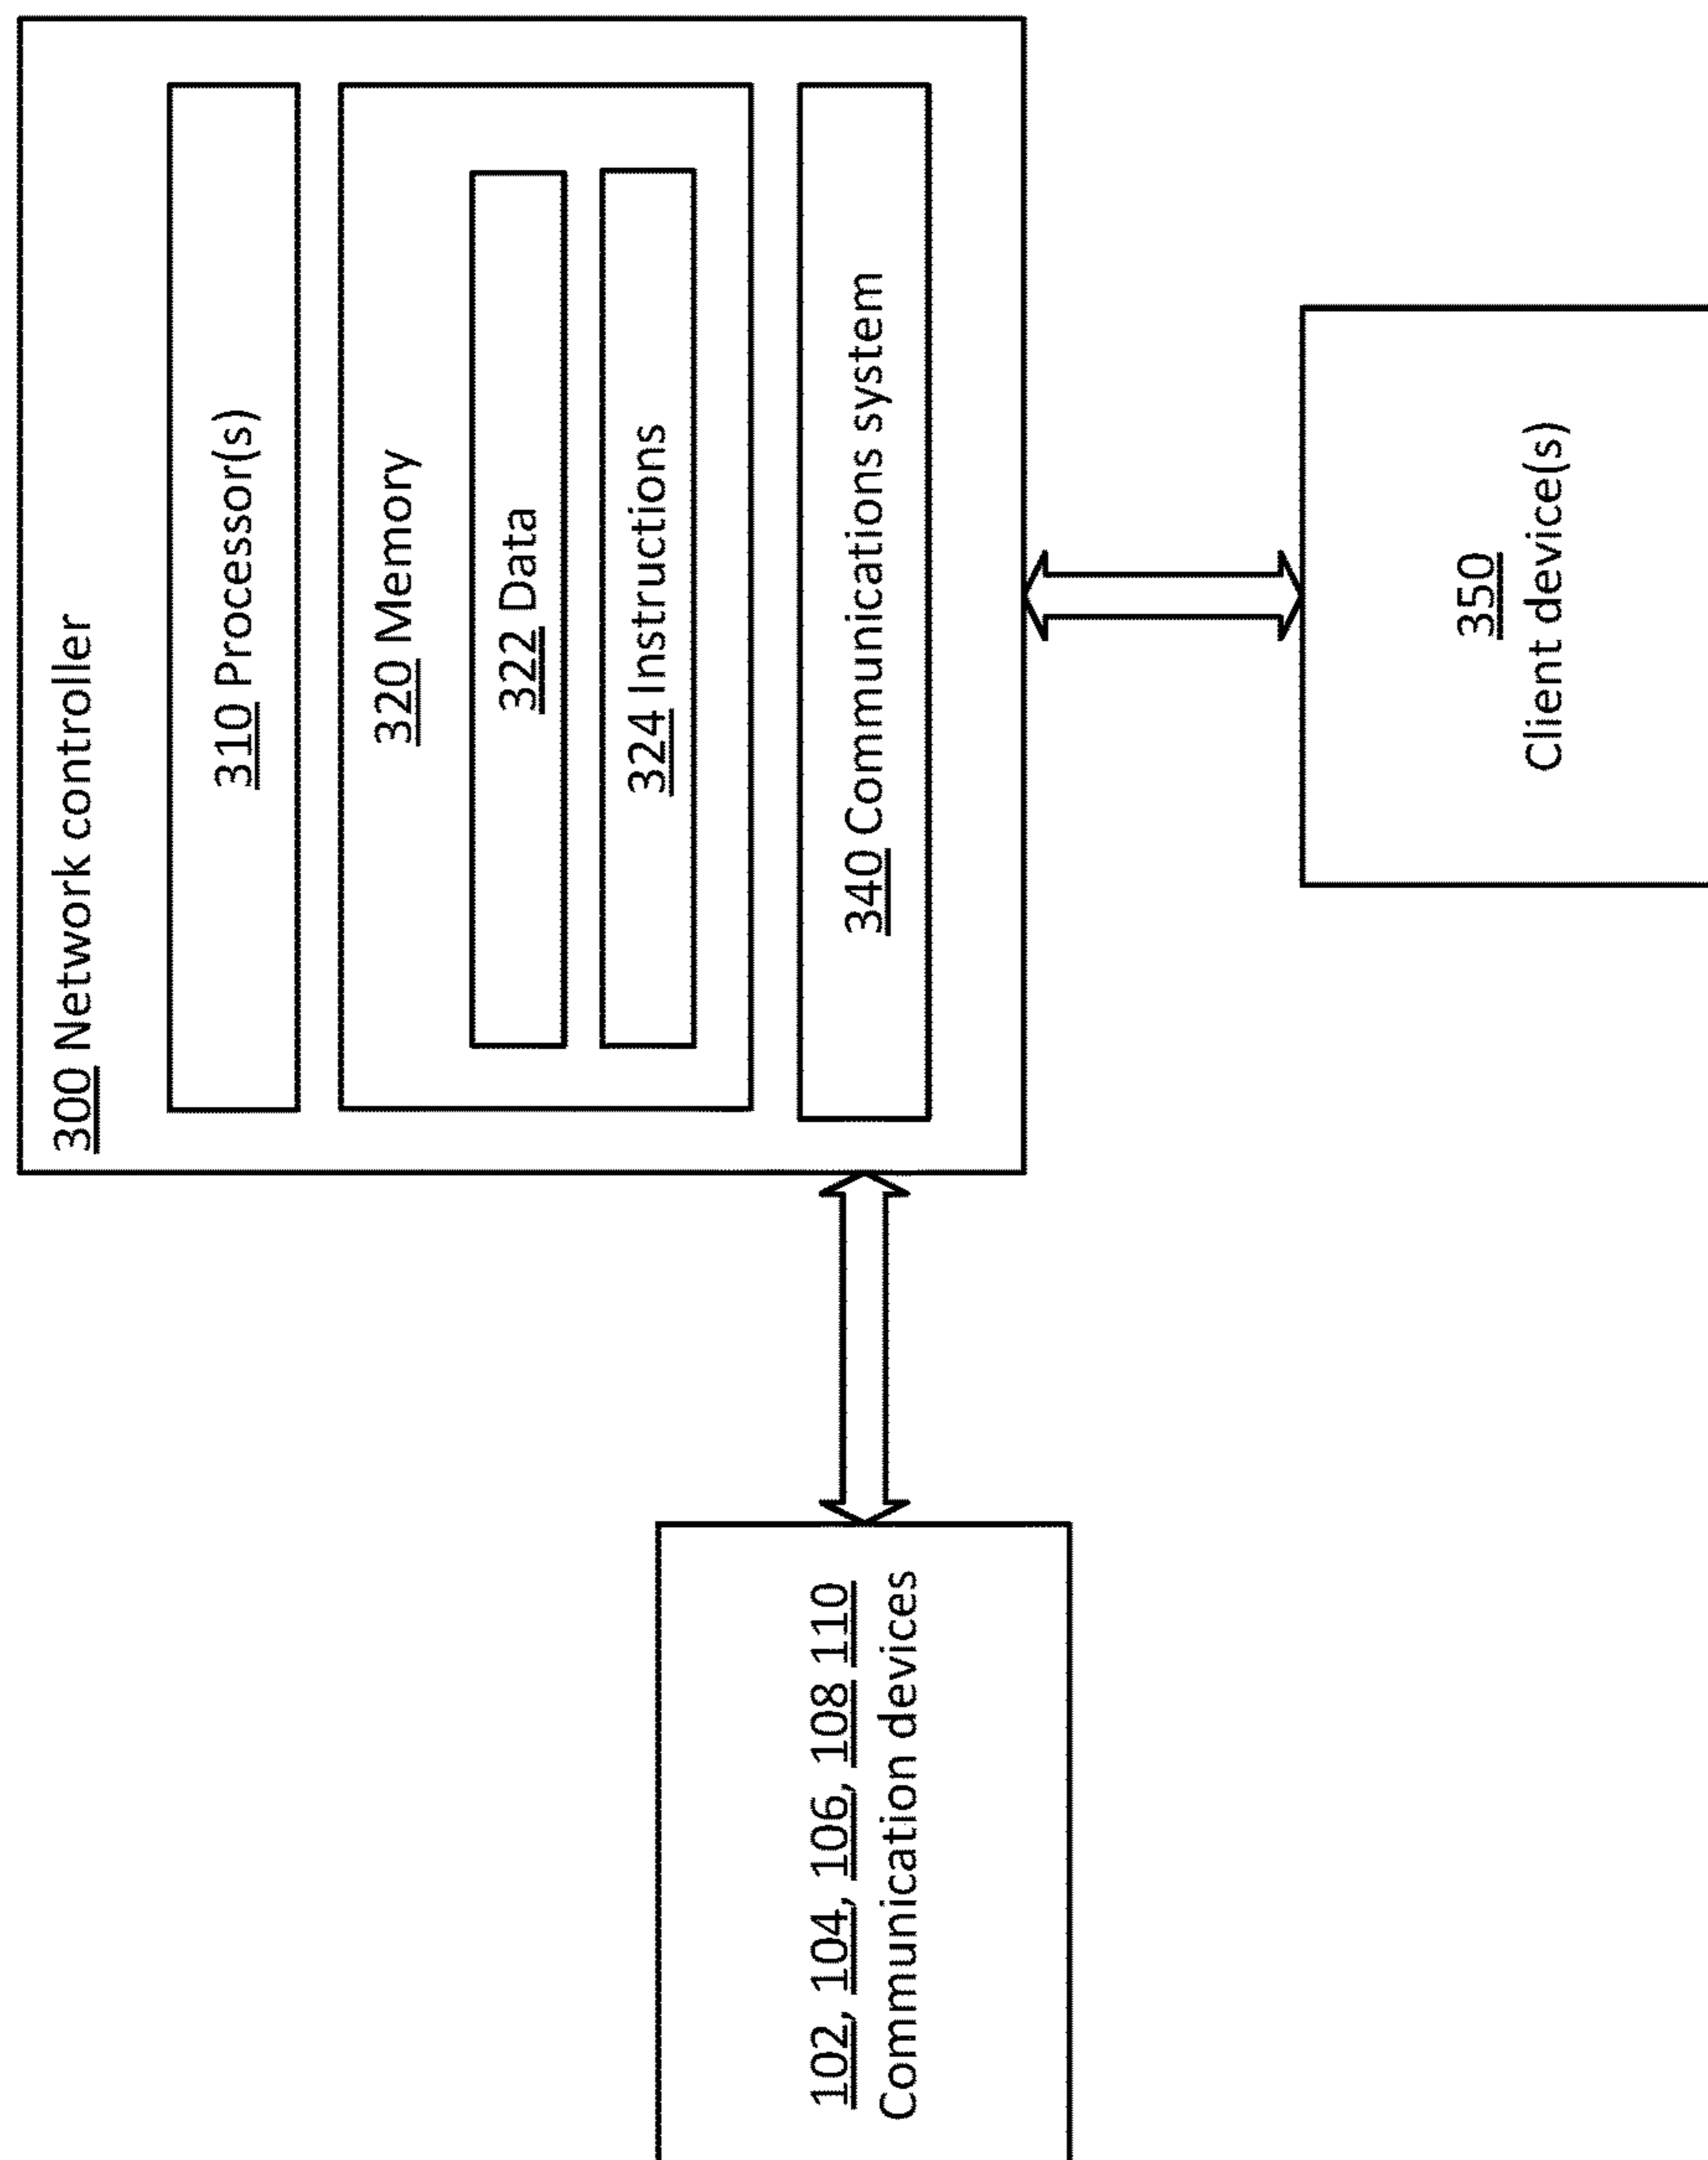 300 Network controller
310 Processor(s)
320 Memory
322 Data
324 Instructions
340 Communications system
102, 104, 106, 108 110
Communication devices
350
Client device(s)